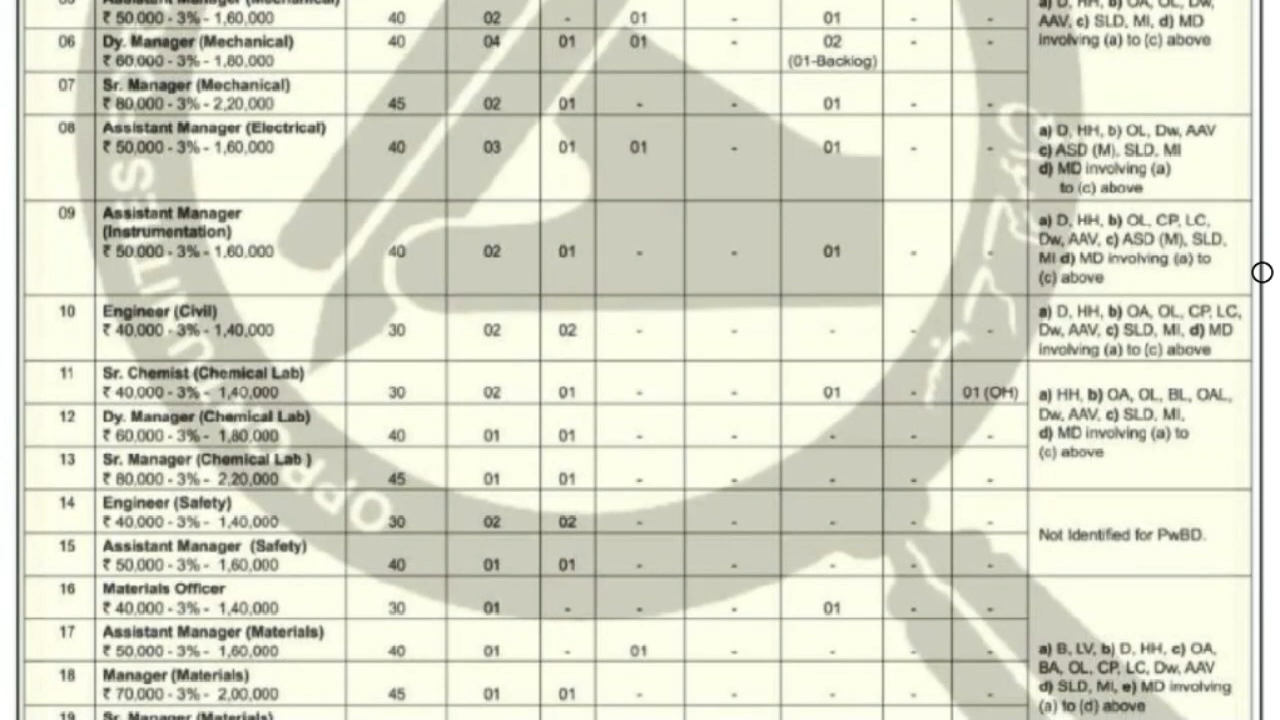 05 Assistant Manager (Mechanical)
₹ 50,000 - 3% - 1,60,000 40 02 - 01 - 01 - -
a) D, HH, b) OA, OL, Dw,
AAV, c) SLD, MI, d) MD
involving (a) to (c) above
06 Dy. Manager (Mechanical) 40 04 01 01 - 02 - -
₹ 60,000 - 3% - 1,80,000 (01-Backlog)
07 Sr. Manager (Mechanical)
₹ 80,000 - 3% - 2,20,000 45 02 01 - - 01 - -
08 Assistant Manager (Electrical)
₹ 50,000 - 3% - 1,60,000 40 03 01 01 - 01 - -
a) D, HH, b) OL, Dw, AAV
c) ASD (M), SLD, MI
d) MD involving (a)
to (c) above
09 Assistant Manager
(Instrumentation)
₹ 50,000 - 3% - 1,60,000 40 02 01 - - 01 - -
a) D, HH, b) OL, CP, LC,
Dw, AAV, c) ASD (M), SLD,
MI d) MD involving (a) to
(c) above
10 Engineer (Civil)
₹ 40,000 - 3% - 1,40,000 30 02 02 - - - - -
a) D, HH, b) OA, OL, CP, LC,
Dw, AAV, c) SLD, MI, d) MD
involving (a) to (c) above
11 Sr. Chemist (Chemical Lab)
₹ 40,000 - 3% - 1,40,000 30 02 01 - - 01 - 01 (OH)
a) HH, b) OA, OL, BL, OAL,
Dw, AAV, c) SLD, MI,
d) MD involving (a) to
(c) above
12 Dy. Manager (Chemical Lab)
₹ 60,000 - 3% - 1,80,000 40 01 01 - - - - -
13 Sr. Manager (Chemical Lab )
₹ 80,000 - 3% - 2,20,000 45 01 01 - - - - -
14 Engineer (Safety)
₹ 40,000 - 3% - 1,40,000 30 02 02 - - - - -
Not Identified for PwBD.
15 Assistant Manager (Safety)
₹ 50,000 - 3% - 1,60,000 40 01 01 - - - - -
16 Materials Officer
₹ 40,000 - 3% - 1,40,000 30 01 - - - 01 - -
17 Assistant Manager (Materials)
₹ 50,000 - 3% - 1,60,000 40 01 - 01 - - - -
a) B, LV, b) D, HH, c) OA,
BA, OL, CP, LC, Dw, AAV
d) SLD, MI, e) MD involving
(a) to (d) above
18 Manager (Materials)
₹ 70,000 - 3% - 2,00,000 45 01 01 - - - - -
19 Sr. Manager (Materials)